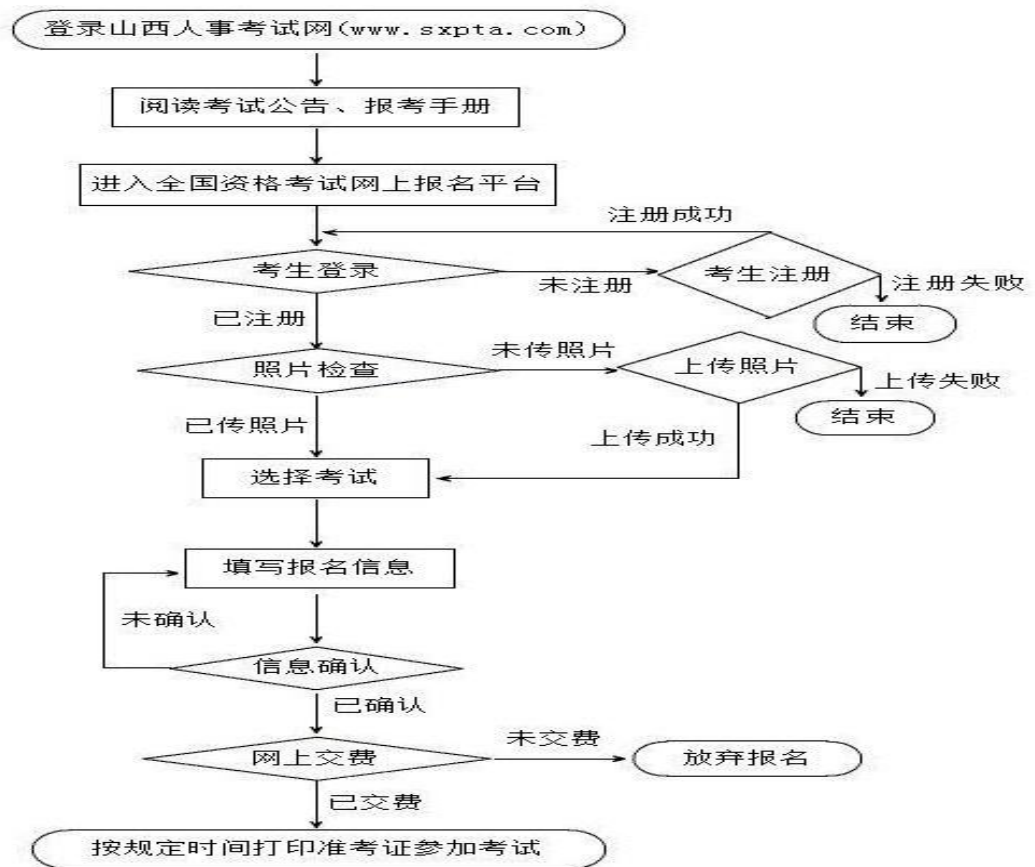 登录山西人事考试网(www.sxpta.com)
阅读考试公告、报考手册
进入全国资格考试网上报名平台
注册成功
考生登录
未注册
考生注册
注册失败
结束
已注册
照片检查
未传照片
上传照片
上传失败
结束
已传照片
上传成功
选择考试
填写报名信息
未确认
信息确认
已确认
网上交费
未交费
放弃报名
已交费
按规定时间打印准考证参加考试